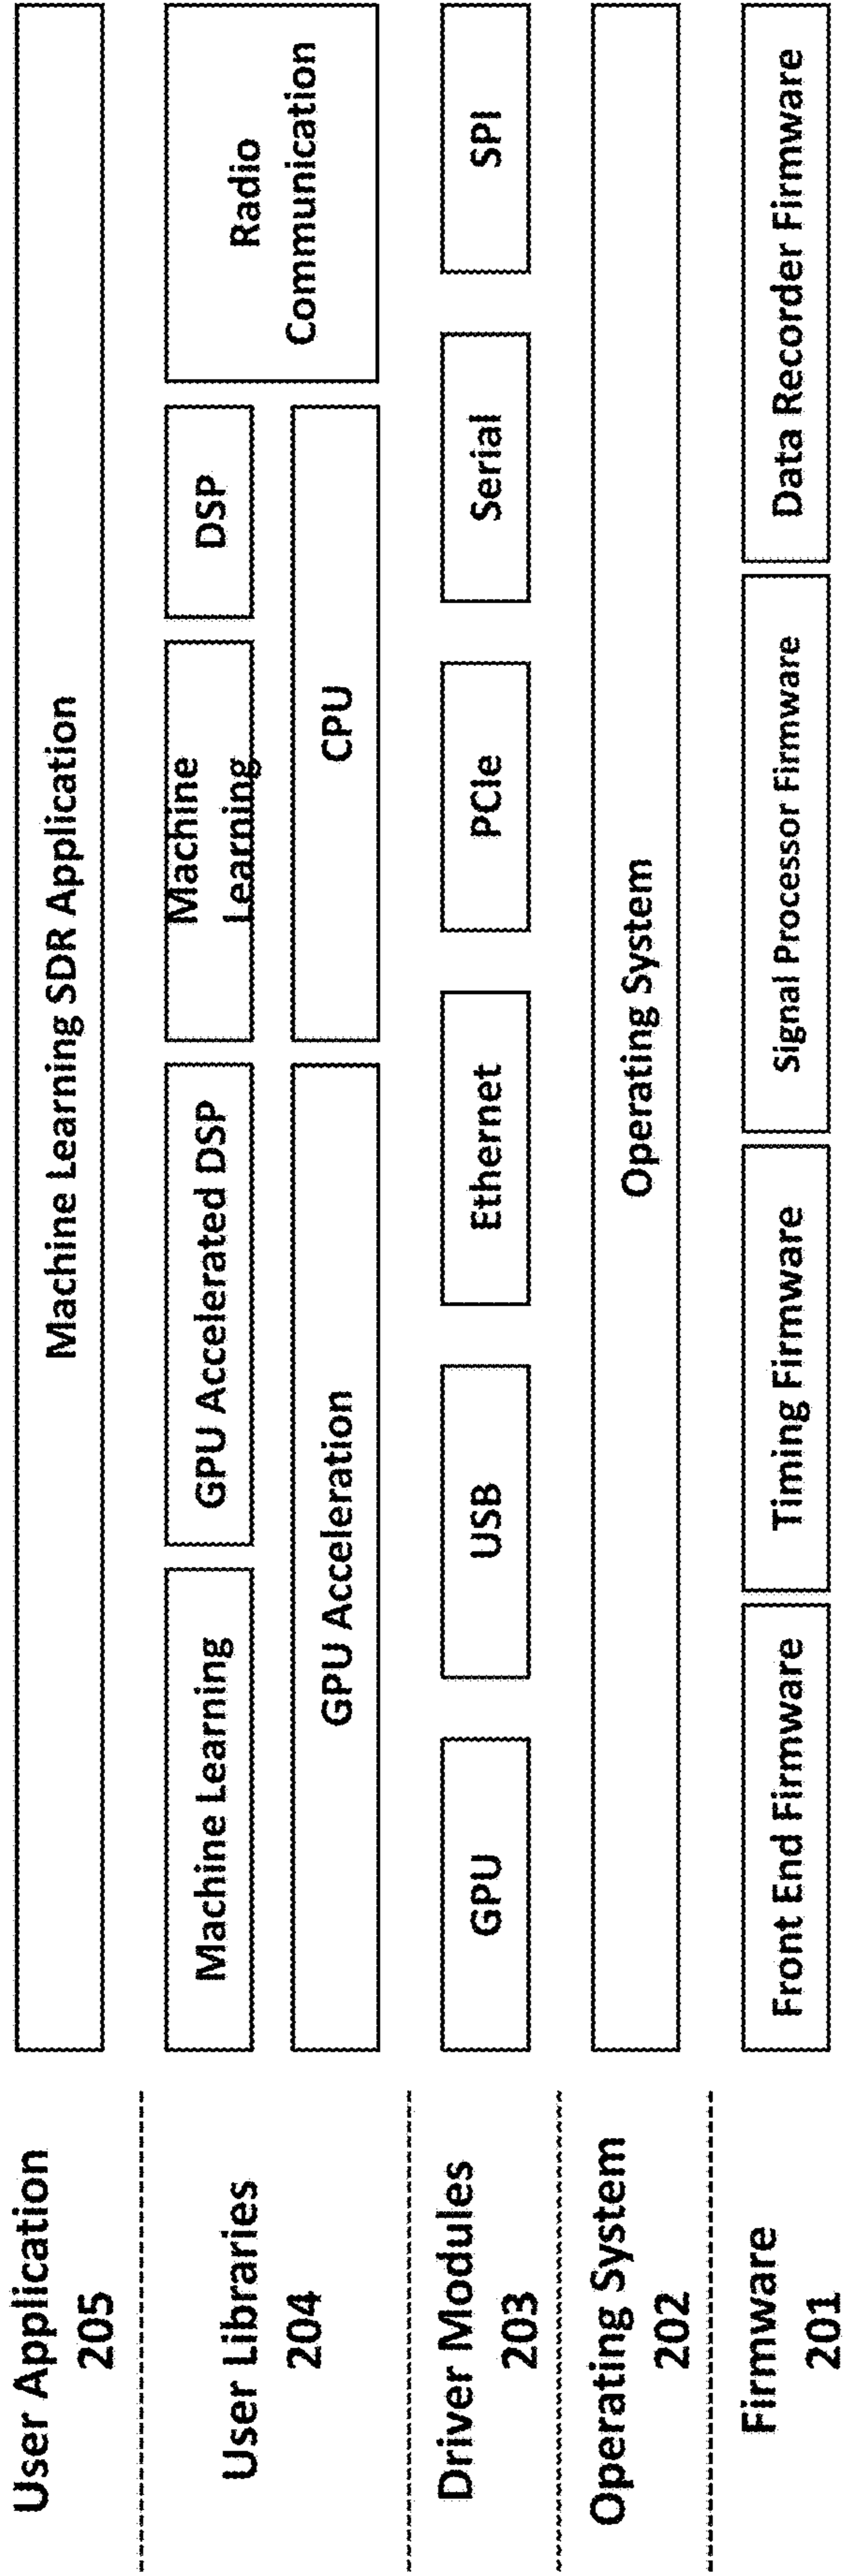 User Application
205
Machine Learning SDR Application
User Libraries
204
Machine Learning
GPU Accelerated DSP
Machine
Learning
DSP
Radio
Communication
GPU Acceleration
CPU
Driver Modules
203
GPU
USB
Ethernet
PCIe
Serial
SPI
Operating System
202
Operating System
Firmware
201
Front End Firmware
Timing Firmware
Signal Processor Firmware
Data Recorder Firmware